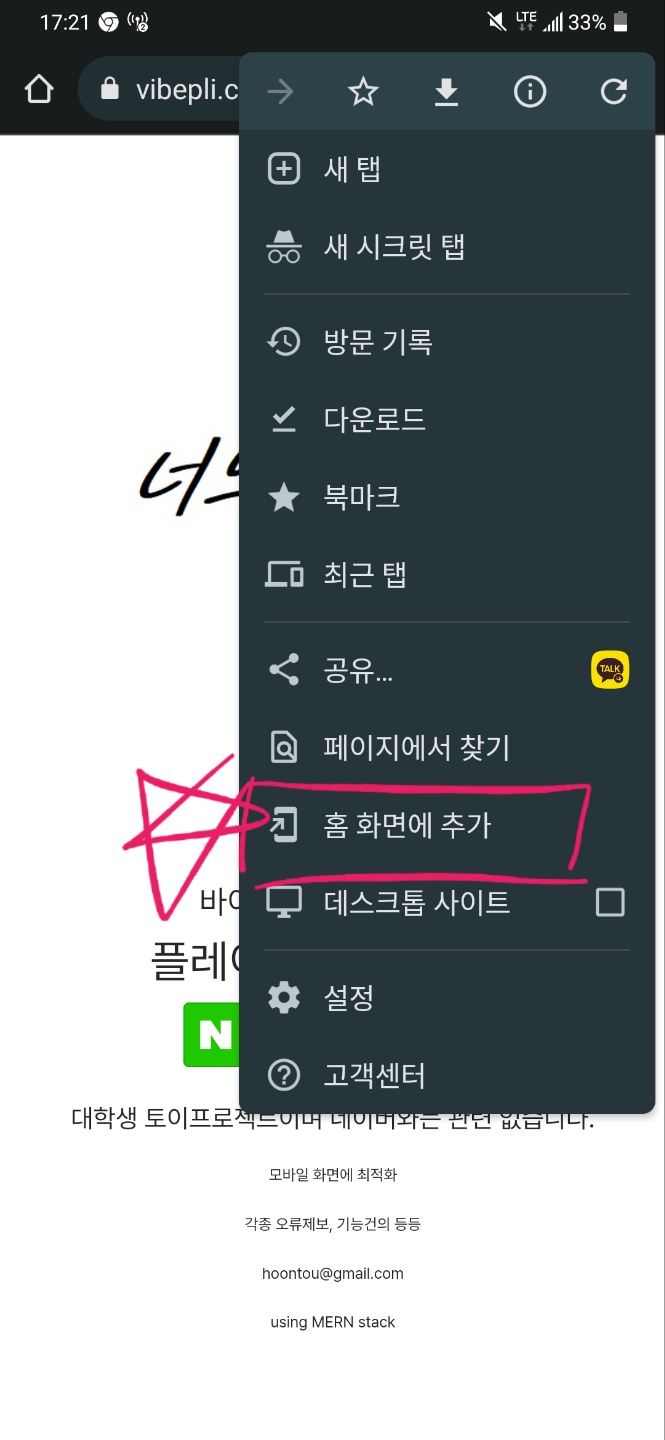 17:21
LTE 33%
vibepli.c
새 탭
새 시크릿 탭
방문 기록
다운로드
북마크
최근 탭
공유...
TALK
페이지에서 찾기
홈 화면에 추가
데스크톱 사이트
설정
고객센터
너
바이
플레이
N
대학생 토이프로젝트이며 네이버와는 관련 없습니다.
모바일 화면에 최적화
각종 오류제보, 기능건의 등등
hoontou@gmail.com
using MERN stack